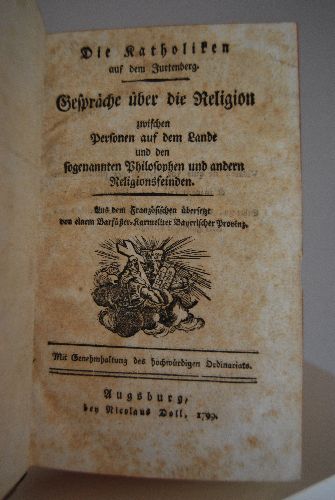 Die Katholiken
auf dem Jurtenberg.
Gespräche über die Religion
zwischen
Personen auf dem Lande
und den
sogenannten Philosophen und andern
Religionsfeinden.
Aus dem Französischen übersetzt
von einem Barfüßer-Karmeliter Bayerischer Provinz.
Mit Genehmhaltung des hochwürdigen Ordinariats.
Augsburg,
bey Nicolaus Doll, 1799.